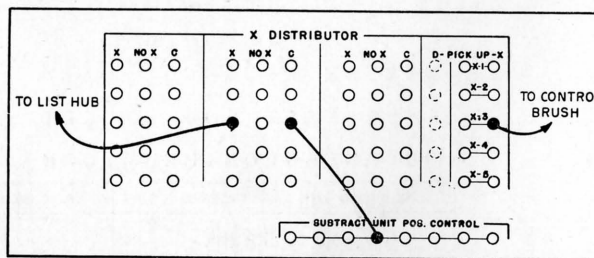 X DISTRIBUTOR
X NO X C X NO X C X NO X C D- PICK UP-X
X-1
X-2
TO LIST HUB
X-3
TO CONTRO
BRUSH
X-4
X-5
SUBTRACT UNIT POS. CONTROL